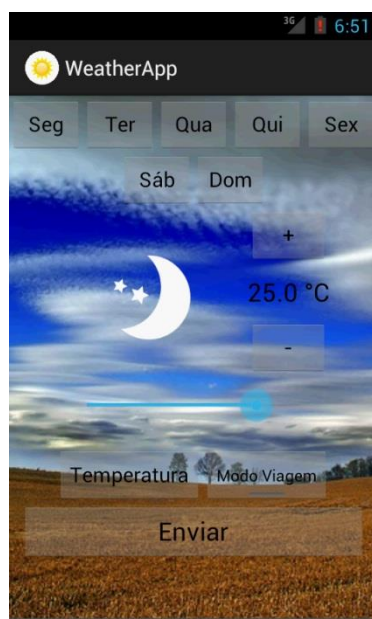 3G 6:51
WeatherApp
Seg Ter Qua Qui Sex
Sáb Dom
+
25.0 °C
-
Temperatura Modo Viagem
Enviar